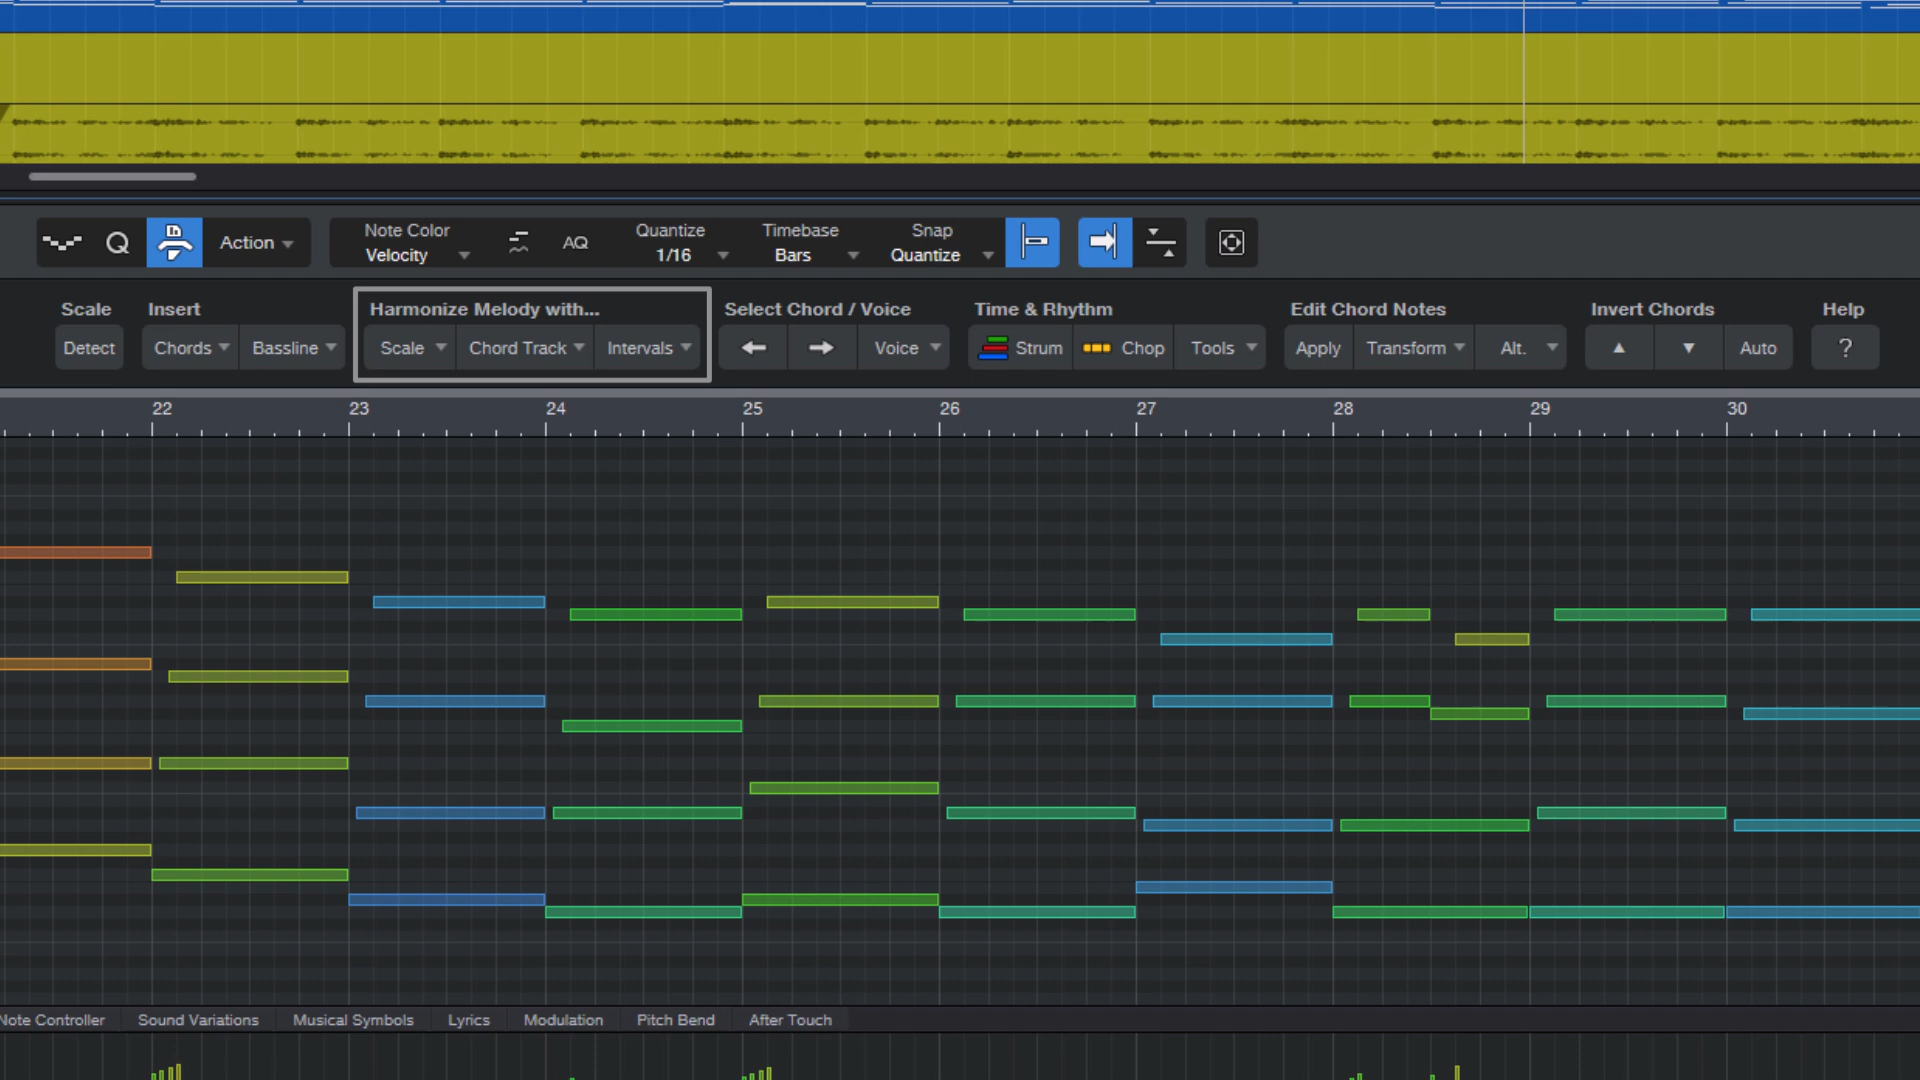 Action
Note Color
Velocity
AQ
Quantize
1/16
Timebase
Bars
Snap
Quantize
Scale
Detect
Insert
Chords
Bassline
Harmonize Melody with...
Scale
Chord Track
Intervals
Select Chord / Voice
Voice
Time & Rhythm
Strum
Chop
Tools
Edit Chord Notes
Apply
Transform
Alt.
Invert Chords
Auto
Help
?
22 23 24 25 26 27 28 29 30
Note Controller
Sound Variations
Musical Symbols
Lyrics
Modulation
Pitch Bend
After Touch